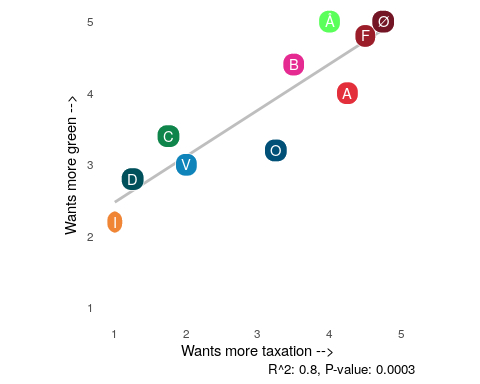 5
4
3
2
1
Wants more green -->
Å
Ø
F
B
A
C
O
V
D
I
1 2 3 4 5
Wants more taxation -->
R^2: 0.8, P-value: 0.0003